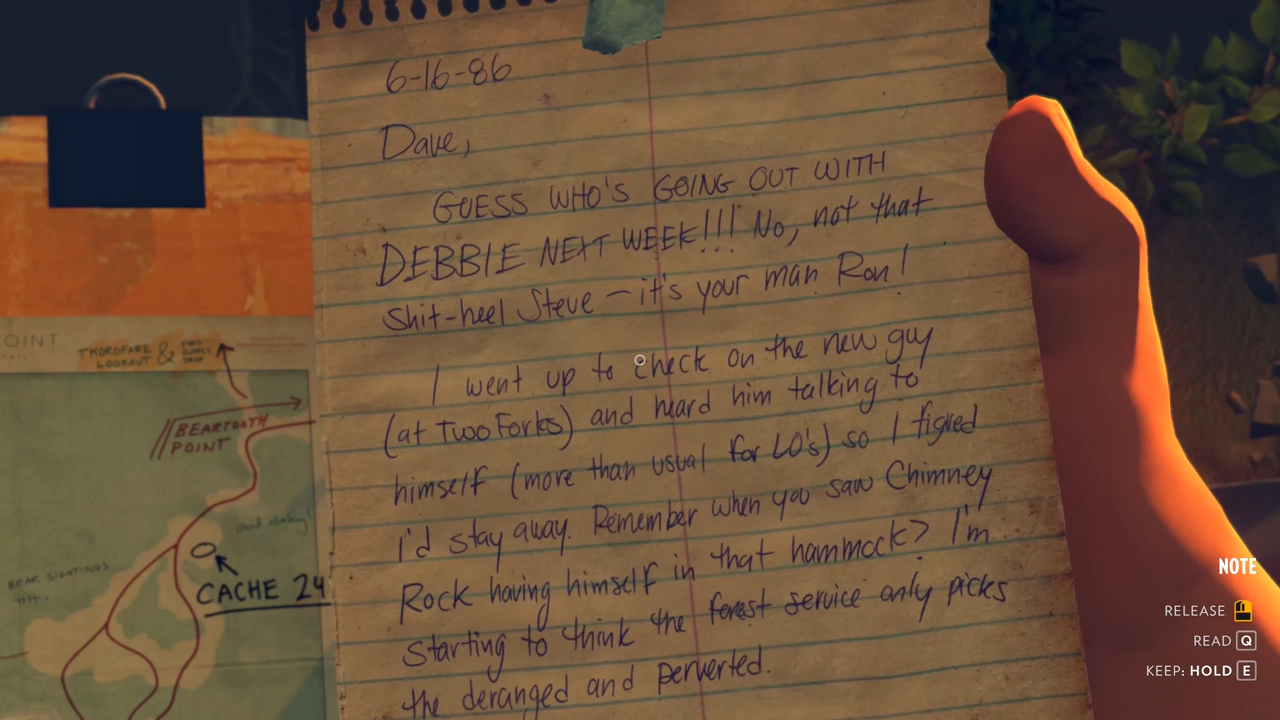 6-16-86
Dave,
GUESS WHO'S GOING OUT WITH
DEBBIE NEXT WEEK!!! No, not that
shit-heel Steve – it's your man Ron!
I went up to check on the new guy
(at Two Forks) and heard him talking to
himself (more than usual for LO's) so I figred
i'd stay away. Remember when you saw Chimney
Rock having himself in that hammock? I'm
starting to think the forest service only picks
the deranged and perverted.
OINT
THOROFARE
LOOKOUT &
BEARTOOTH
POINT
CACHE 24
BEAR SIGHTINGS
NOTE
RELEASE
READ Q
KEEP: HOLD E